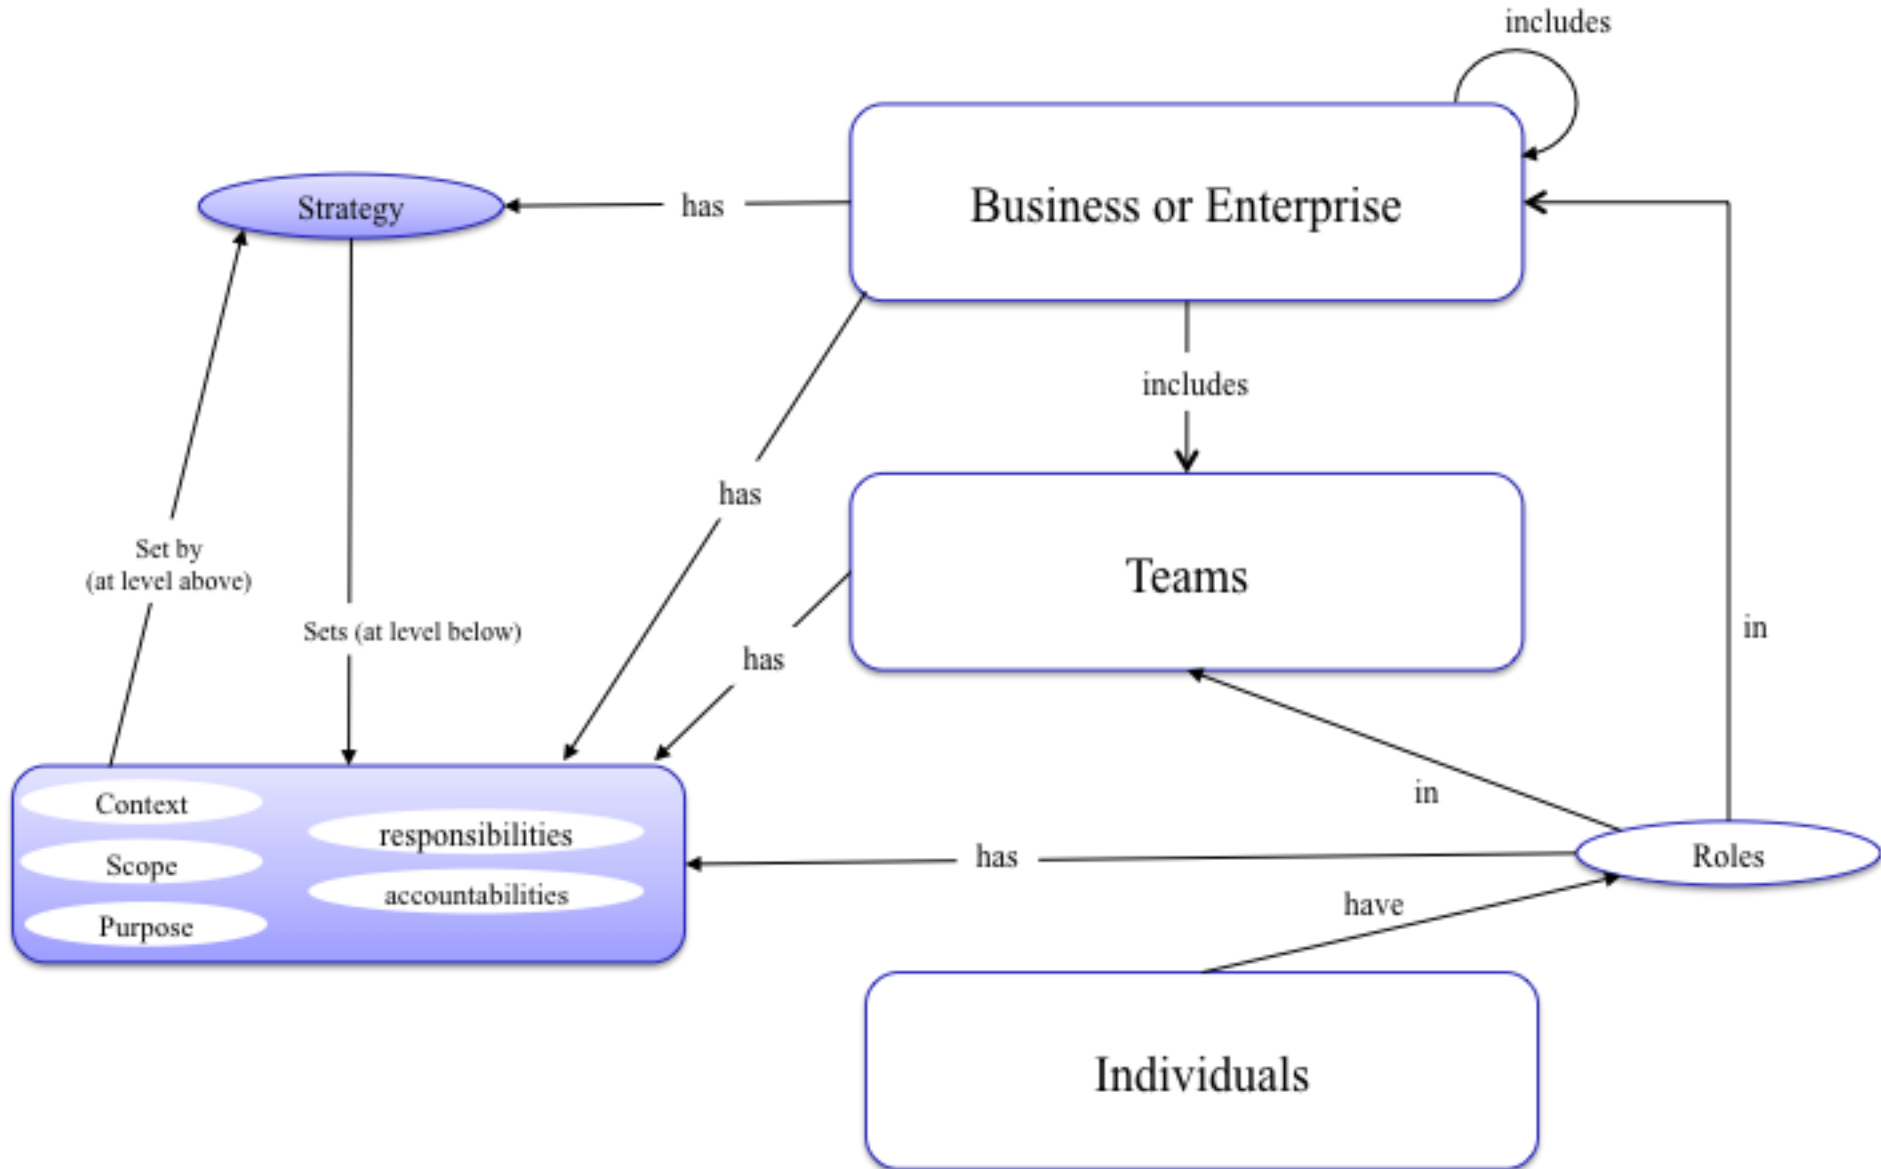 includes
Strategy
has
Business or Enterprise
includes
has
Set by
(at level above)
Teams
Sets (at level below)
in
has
in
Context
responsibilities
Scope
has
Roles
accountabilities
have
Purpose
Individuals